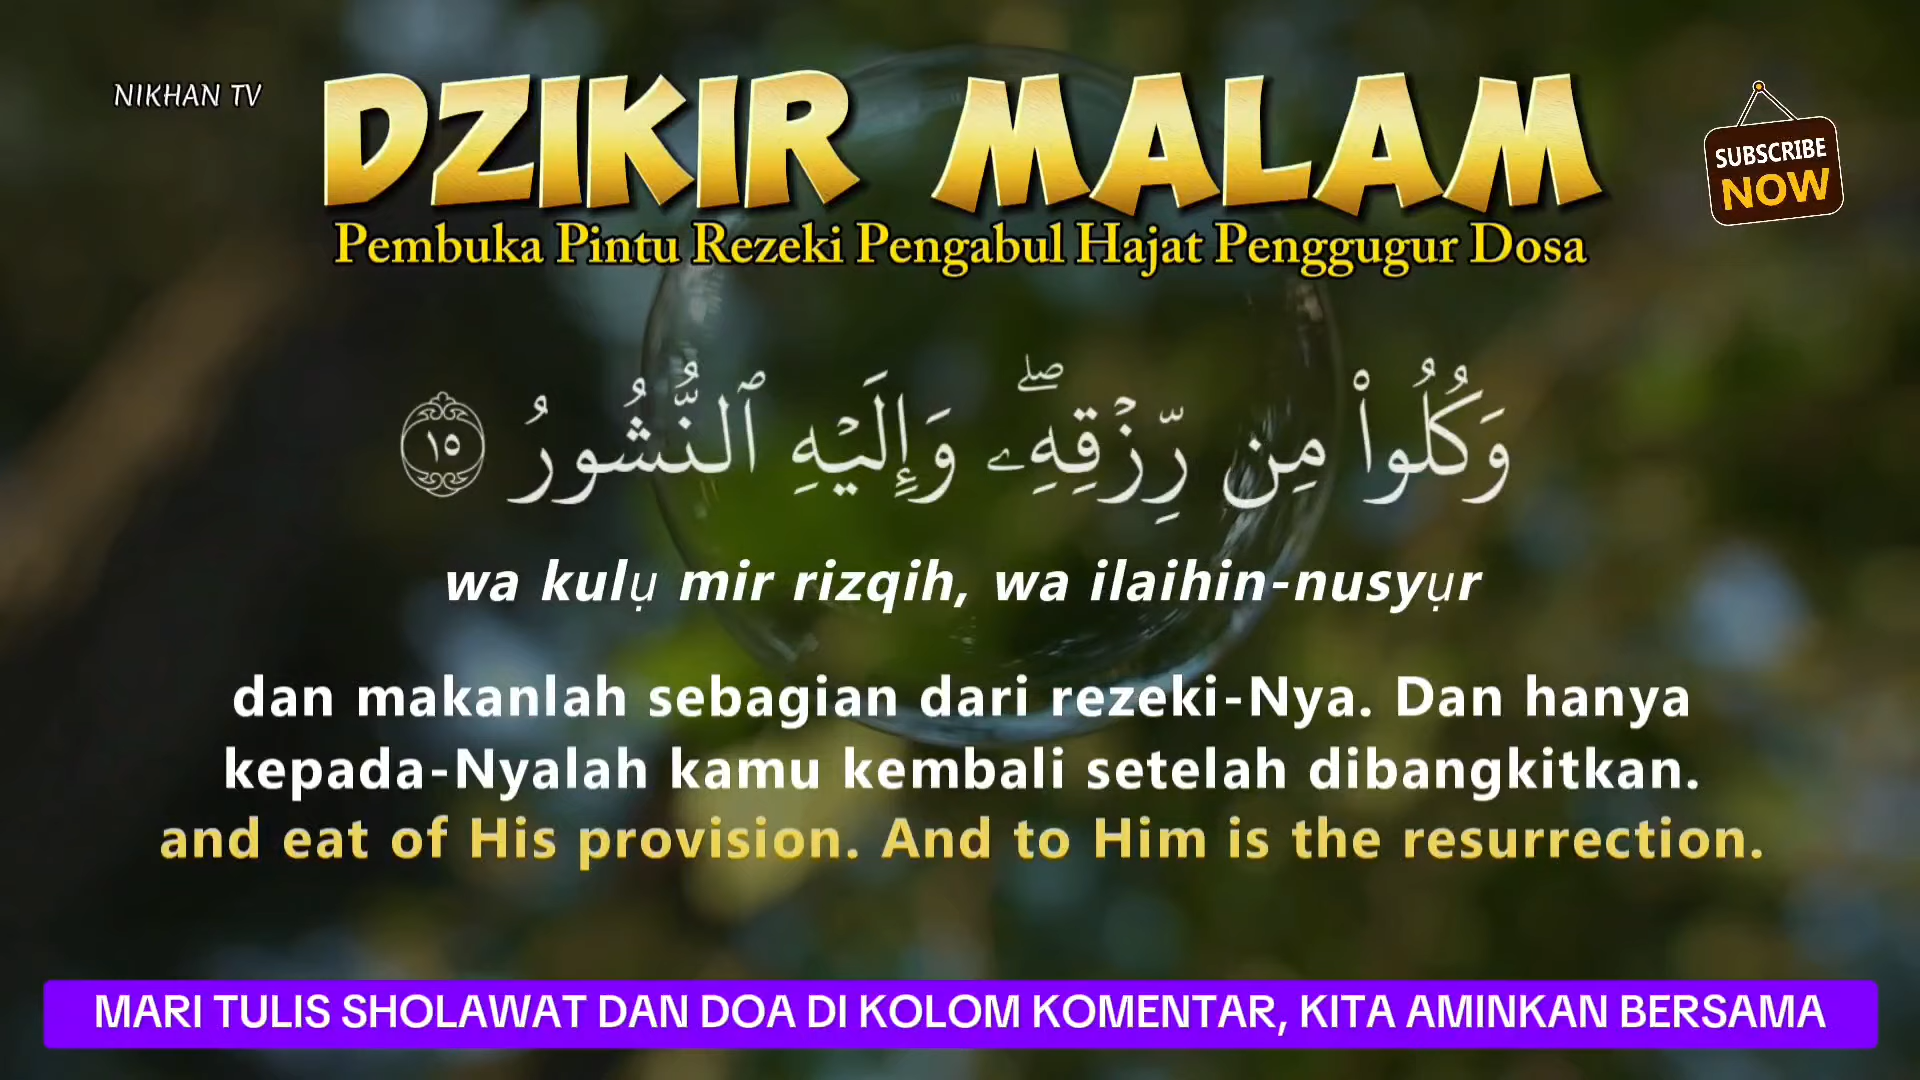 NIKHAN TV
DZIKIR MALAM
SUBSCRIBE
NOW
Pembuka Pintu Rezeki Pengabul Hajat Penggugur Dosa
وَكُلُوا۟ مِن رِّزْقِهِۦ ۖ وَإِلَيْهِ ٱلنُّشُورُ ١٥
wa kulụ mir rizqih, wa ilaihin-nusyụr
dan makanlah sebagian dari rezeki-Nya. Dan hanya
kepada-Nyalah kamu kembali setelah dibangkitkan.
and eat of His provision. And to Him is the resurrection.
MARI TULIS SHOLAWAT DAN DOA DI KOLOM KOMENTAR, KITA AMINKAN BERSAMA